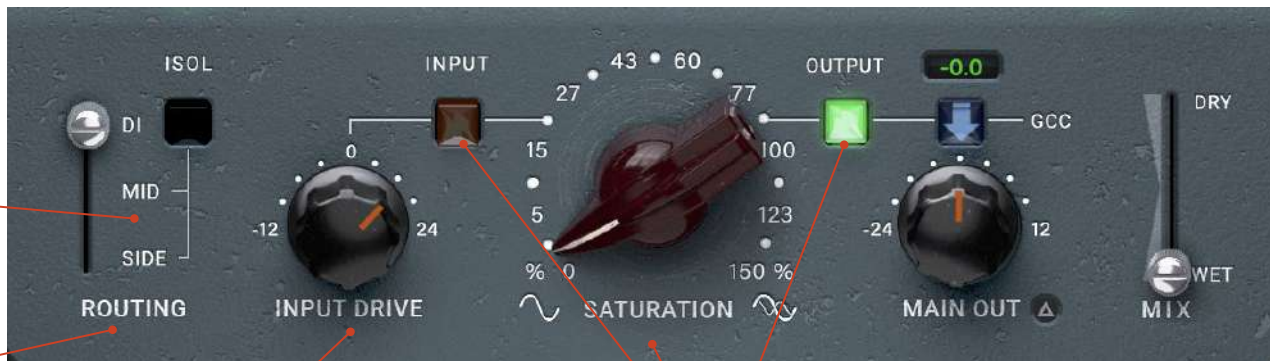 ISOL
DI
MID
SIDE
ROUTING
0
-12
24
INPUT DRIVE
INPUT
43
60
27
77
15
100
5
123
% 0
150 %
SATURATION
OUTPUT
-0.0
GCC
-24
12
MAIN OUT
DRY
WET
MIX